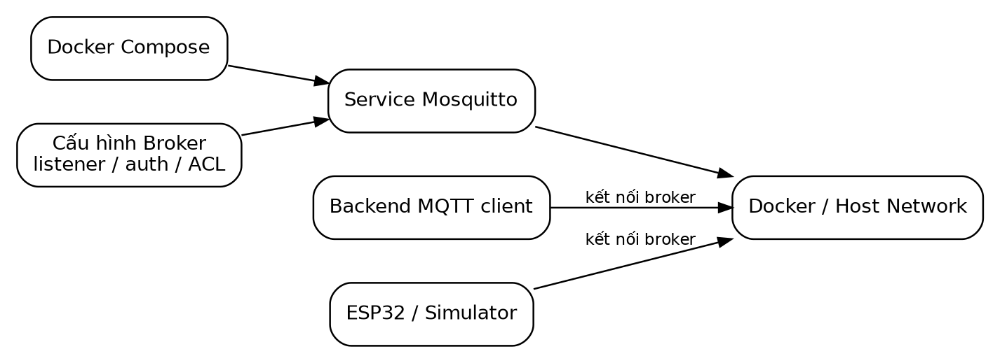 Docker Compose
Cấu hình Broker
listener / auth / ACL
Service Mosquitto
Backend MQTT client
ESP32 / Simulator
kết nối broker
kết nối broker
Docker / Host Network